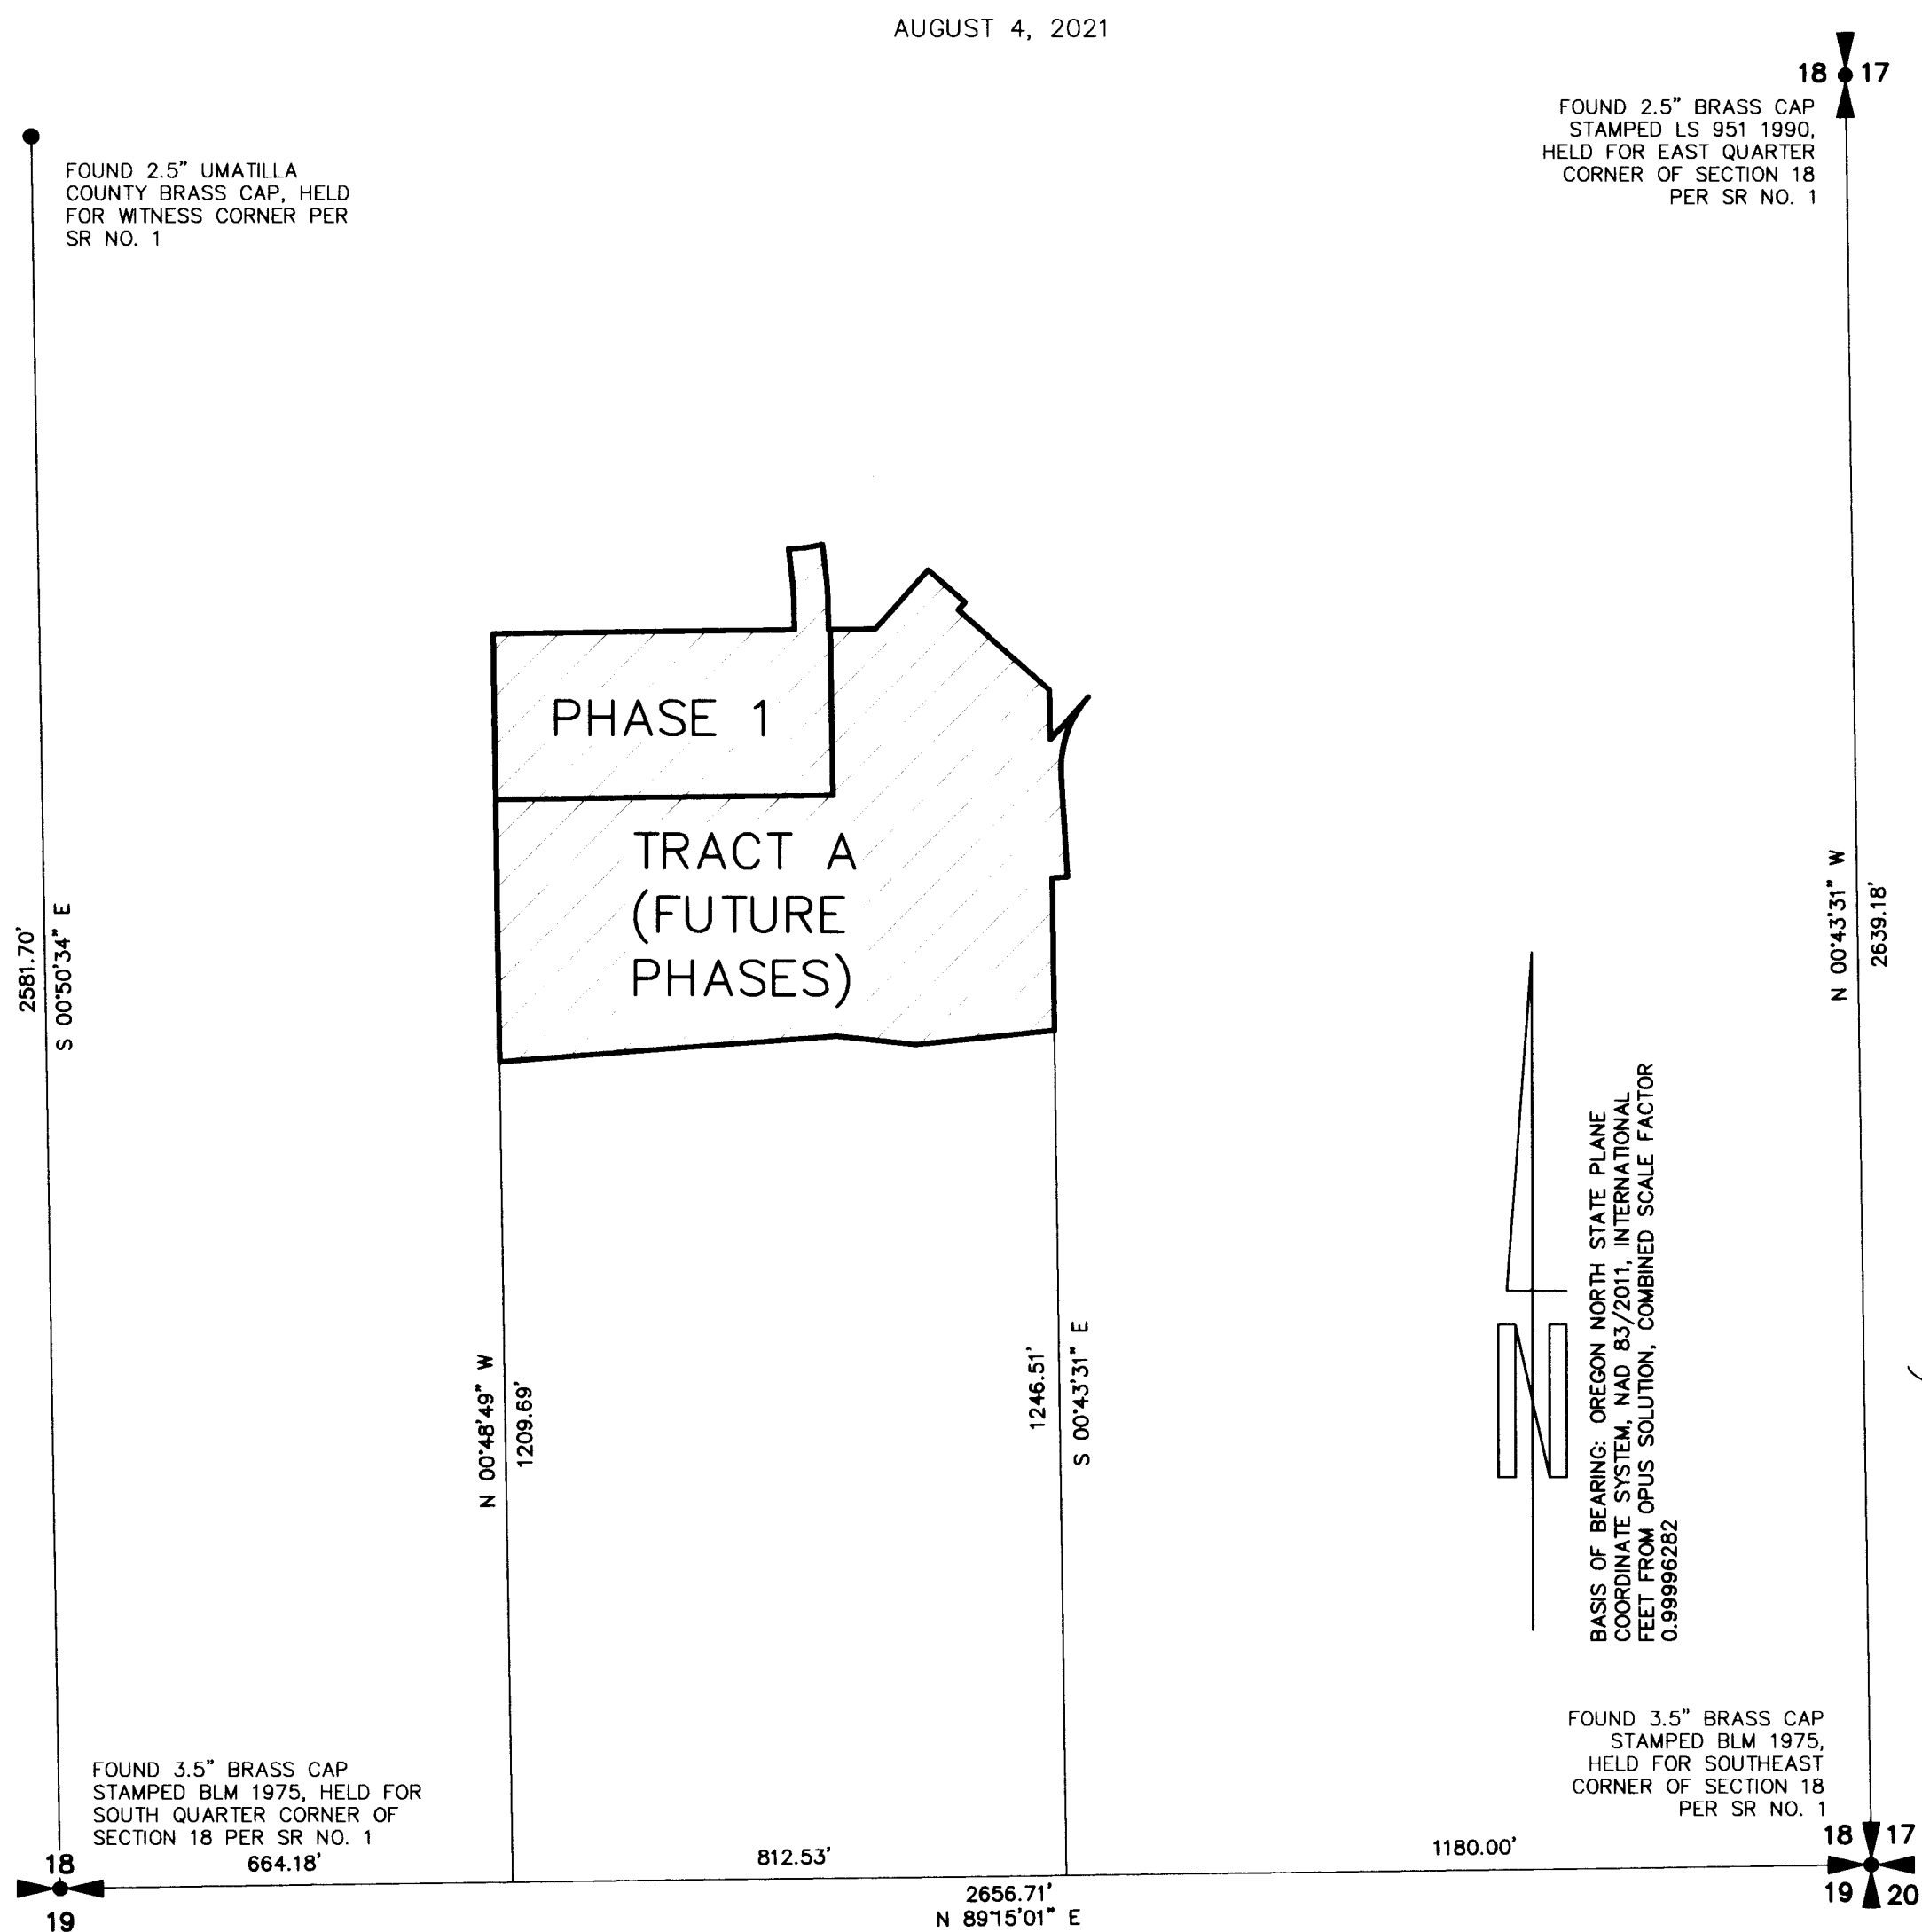 AUGUST 4, 2021
18 17
FOUND 2.5" BRASS CAP
STAMPED LS 951 1990,
HELD FOR EAST QUARTER
CORNER OF SECTION 18
PER SR NO. 1
FOUND 2.5" UMATILLA
COUNTY BRASS CAP, HELD
FOR WITNESS CORNER PER
SR NO. 1
PHASE 1
TRACT A
(FUTURE
PHASES)
2581.70'
S 00°50'34" E
N 00°43'31" W
2639.18'
N 00°48'49" W
1209.69'
1246.51'
S 00°43'31" E
N
BASIS OF BEARING: OREGON NORTH STATE PLANE
COORDINATE SYSTEM, NAD 83/2011, INTERNATIONAL
FEET FROM OPUS SOLUTION, COMBINED SCALE FACTOR
0.99996282
FOUND 3.5" BRASS CAP
STAMPED BLM 1975, HELD FOR
SOUTH QUARTER CORNER OF
SECTION 18 PER SR NO. 1
FOUND 3.5" BRASS CAP
STAMPED BLM 1975,
HELD FOR SOUTHEAST
CORNER OF SECTION 18
PER SR NO. 1
18
19
664.18'
812.53'
1180.00'
18 17
19 20
2656.71'
N 89°15'01" E